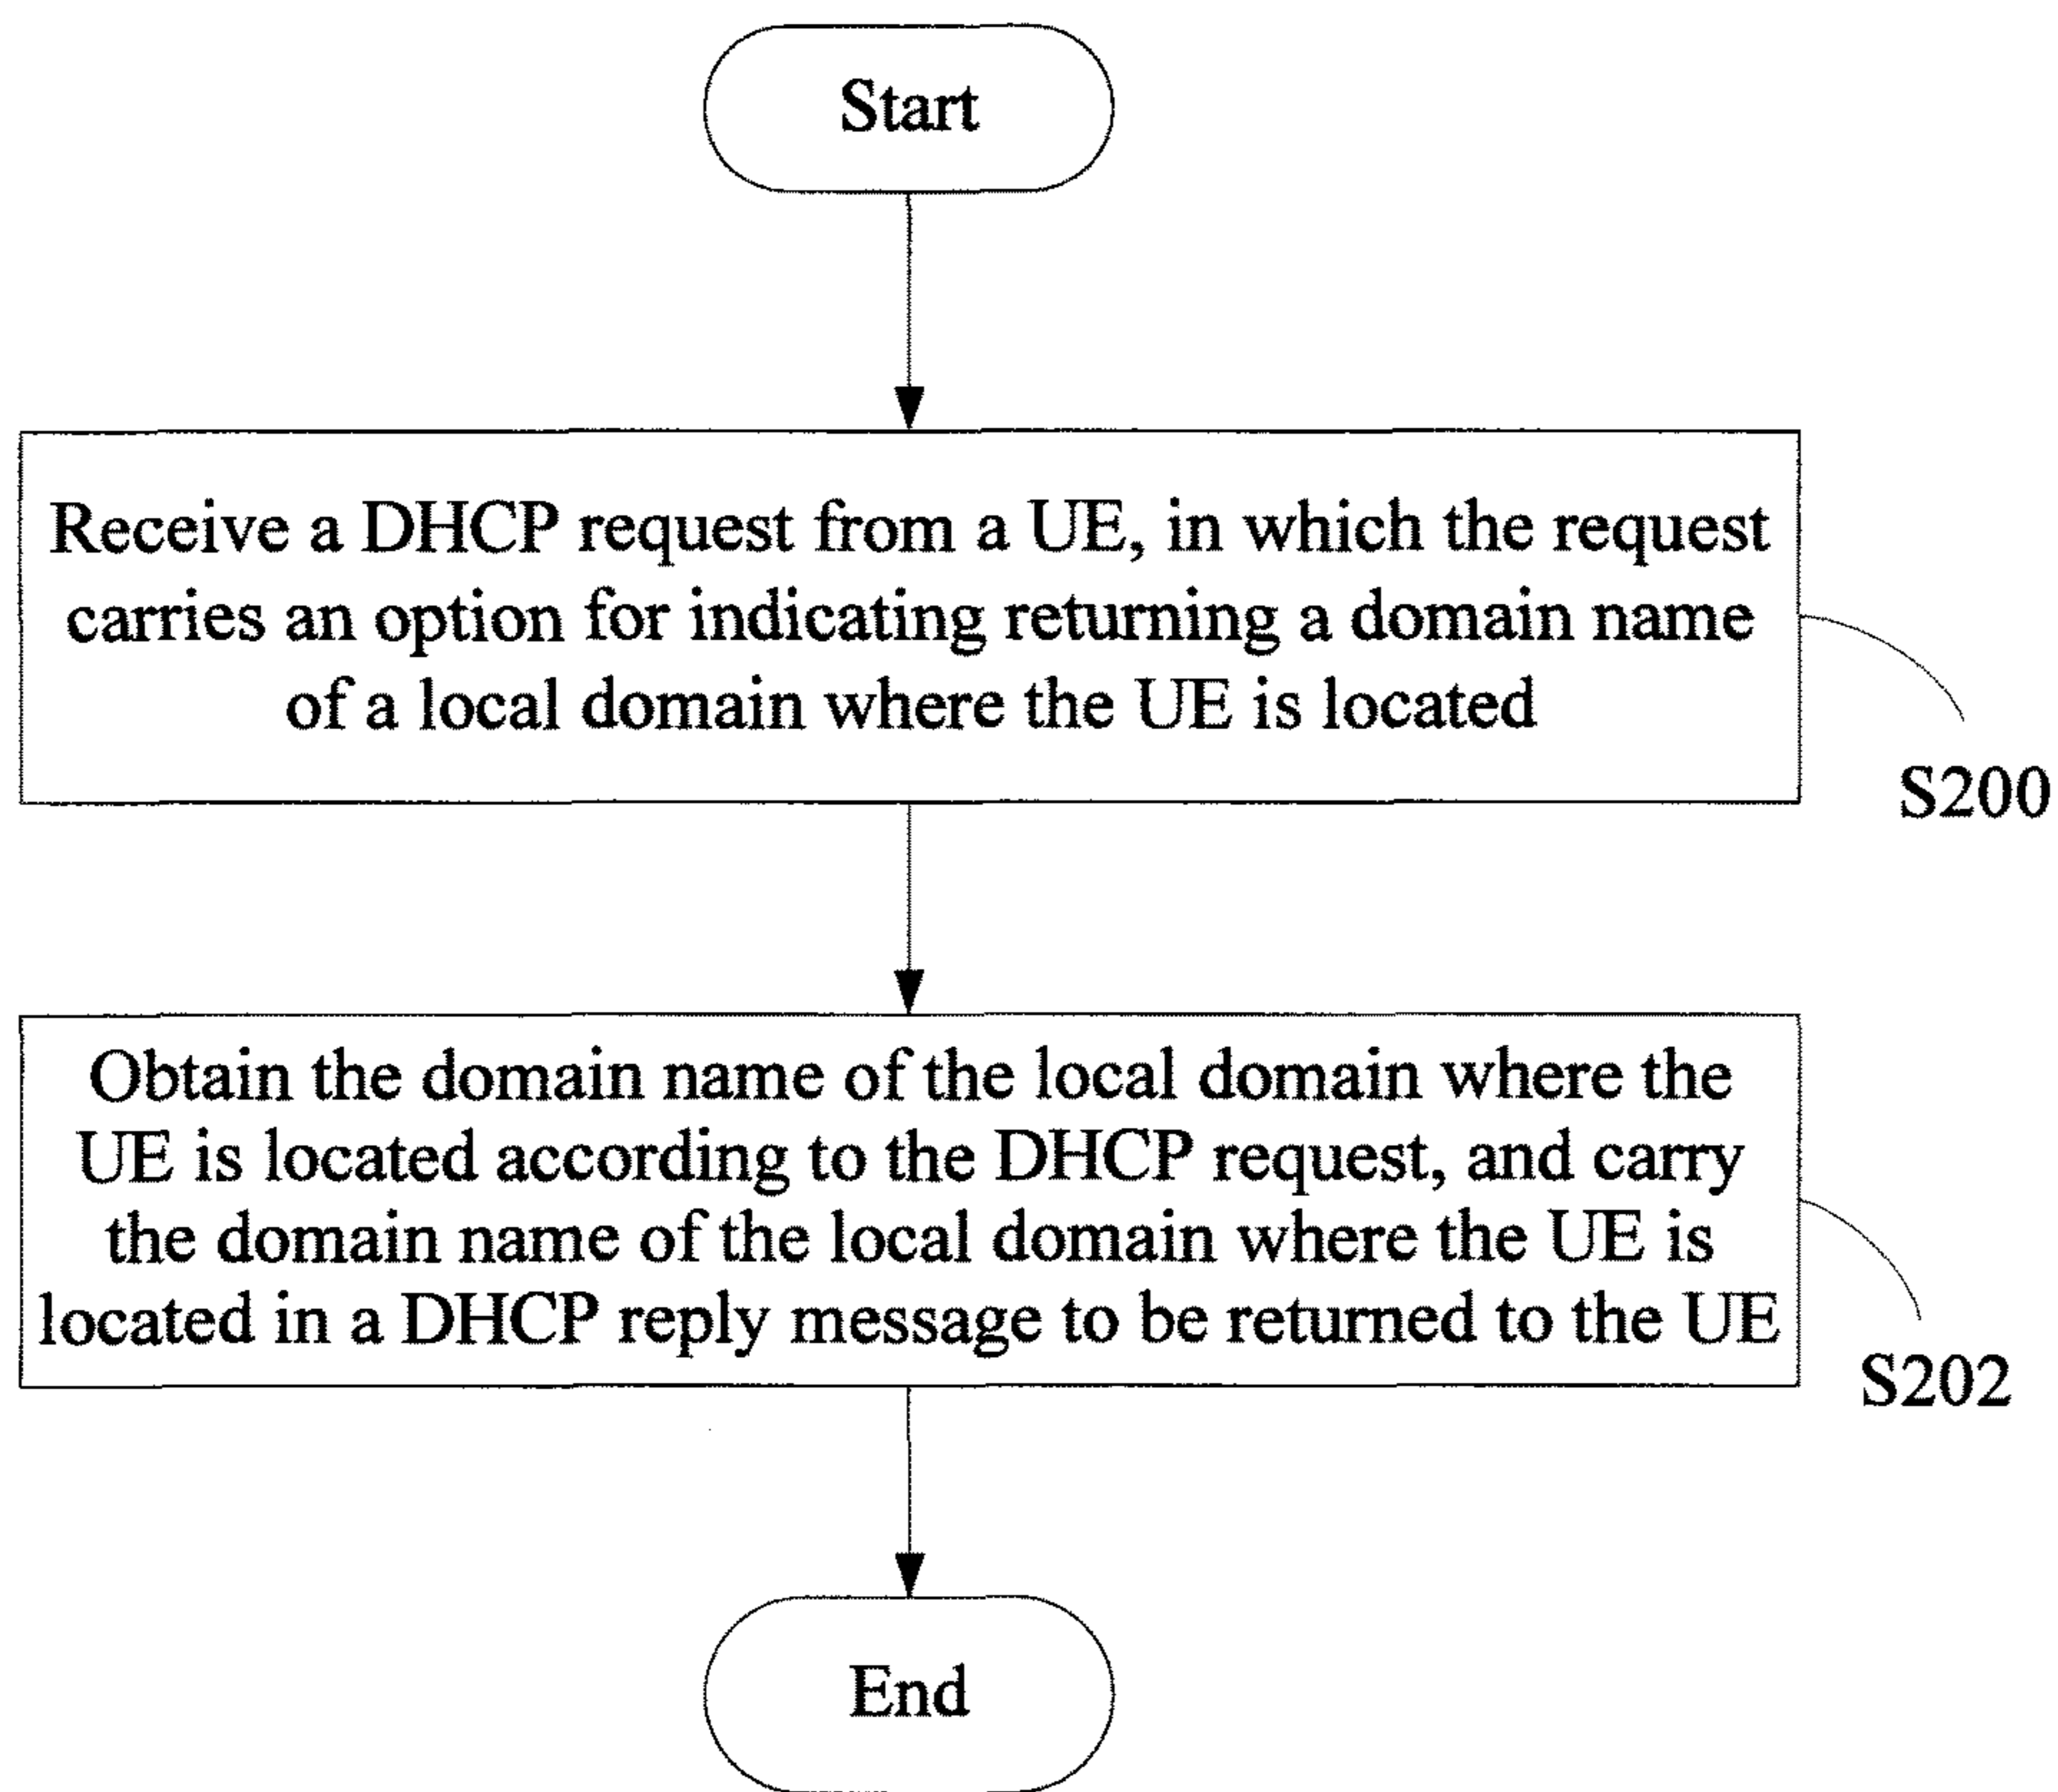 Start
Receive a DHCP request from a UE, in which the request
carries an option for indicating returning a domain name
of a local domain where the UE is located
S200
Obtain the domain name of the local domain where the
UE is located according to the DHCP request, and carry
the domain name of the local domain where the UE is
located in a DHCP reply message to be returned to the UE
S202
End